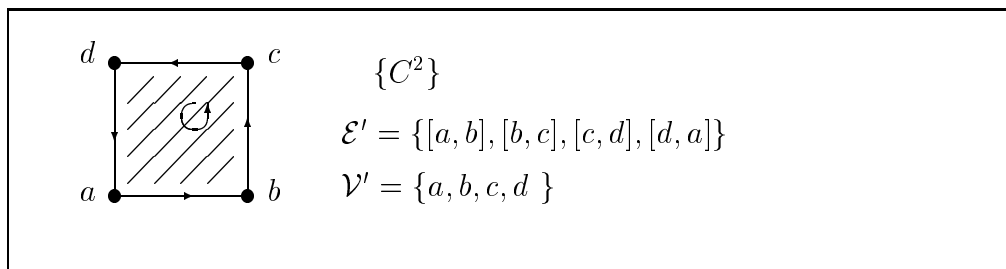 d c
{C²}
ℰ′ = {[a, b], [b, c], [c, d], [d, a]}
a b
𝒱′ = {a, b, c, d }